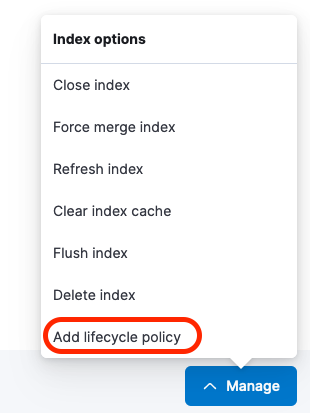 Index options
Close index
Force merge index
Refresh index
Clear index cache
Flush index
Delete index
Add lifecycle policy
Manage